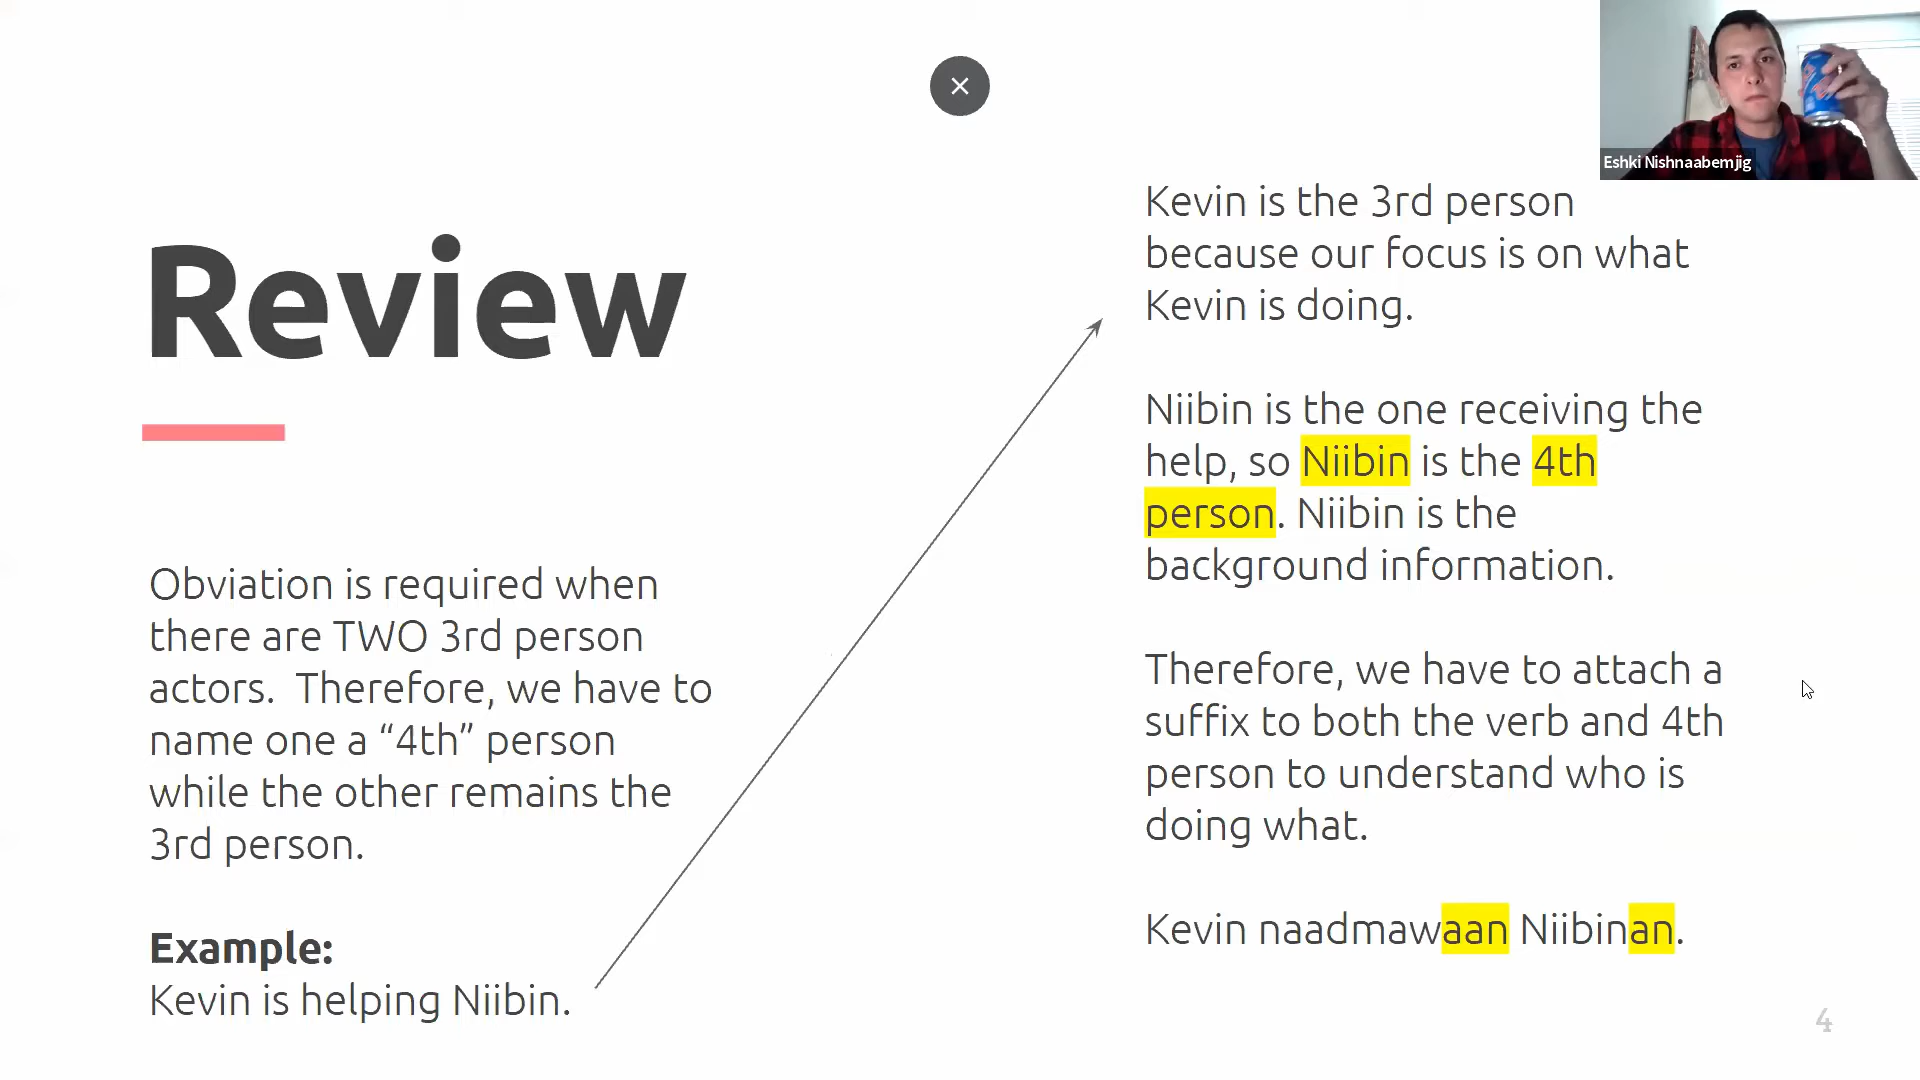 Review
Obviation is required when
there are TWO 3rd person
actors.  Therefore, we have to
name one a “4th” person
while the other remains the
3rd person.
Example:
Kevin is helping Niibin.
Kevin is the 3rd person
because our focus is on what
Kevin is doing.
Niibin is the one receiving the
help, so Niibin is the 4th
person. Niibin is the
background information.
Therefore, we have to attach a
suffix to both the verb and 4th
person to understand who is
doing what.
Kevin naadmawaan Niibinan.
Eshki Nishnaabemjig
4